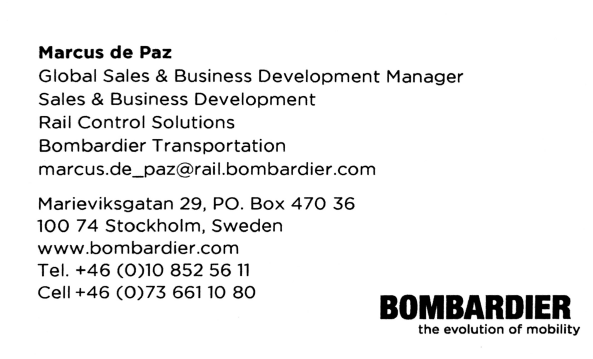 Marcus de Paz
Global Sales & Business Development Manager
Sales & Business Development
Rail Control Solutions
Bombardier Transportation
marcus.de_paz@rail.bombardier.com
Marieviksgatan 29, PO. Box 470 36
100 74 Stockholm, Sweden
www.bombardier.com
Tel. +46 (0)10 852 56 11
Cell +46 (0)73 661 10 80
BOMBARDIER
the evolution of mobility